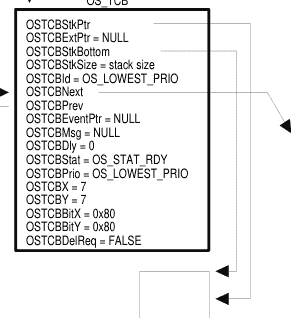 OS_TCB
OSTCBStkPtr
OSTCBExtPtr = NULL
OSTCBStkBottom
OSTCBStkSize = stack size
OSTCBId = OS_LOWEST_PRIO
OSTCBNext
OSTCBPrev
OSTCBEventPtr = NULL
OSTCBMsg = NULL
OSTCBDly = 0
OSTCBStat = OS_STAT_RDY
OSTCBPrio = OS_LOWEST_PRIO
OSTCBX = 7
OSTCBY = 7
OSTCBBitX = 0x80
OSTCBBitY = 0x80
OSTCBDelReq = FALSE